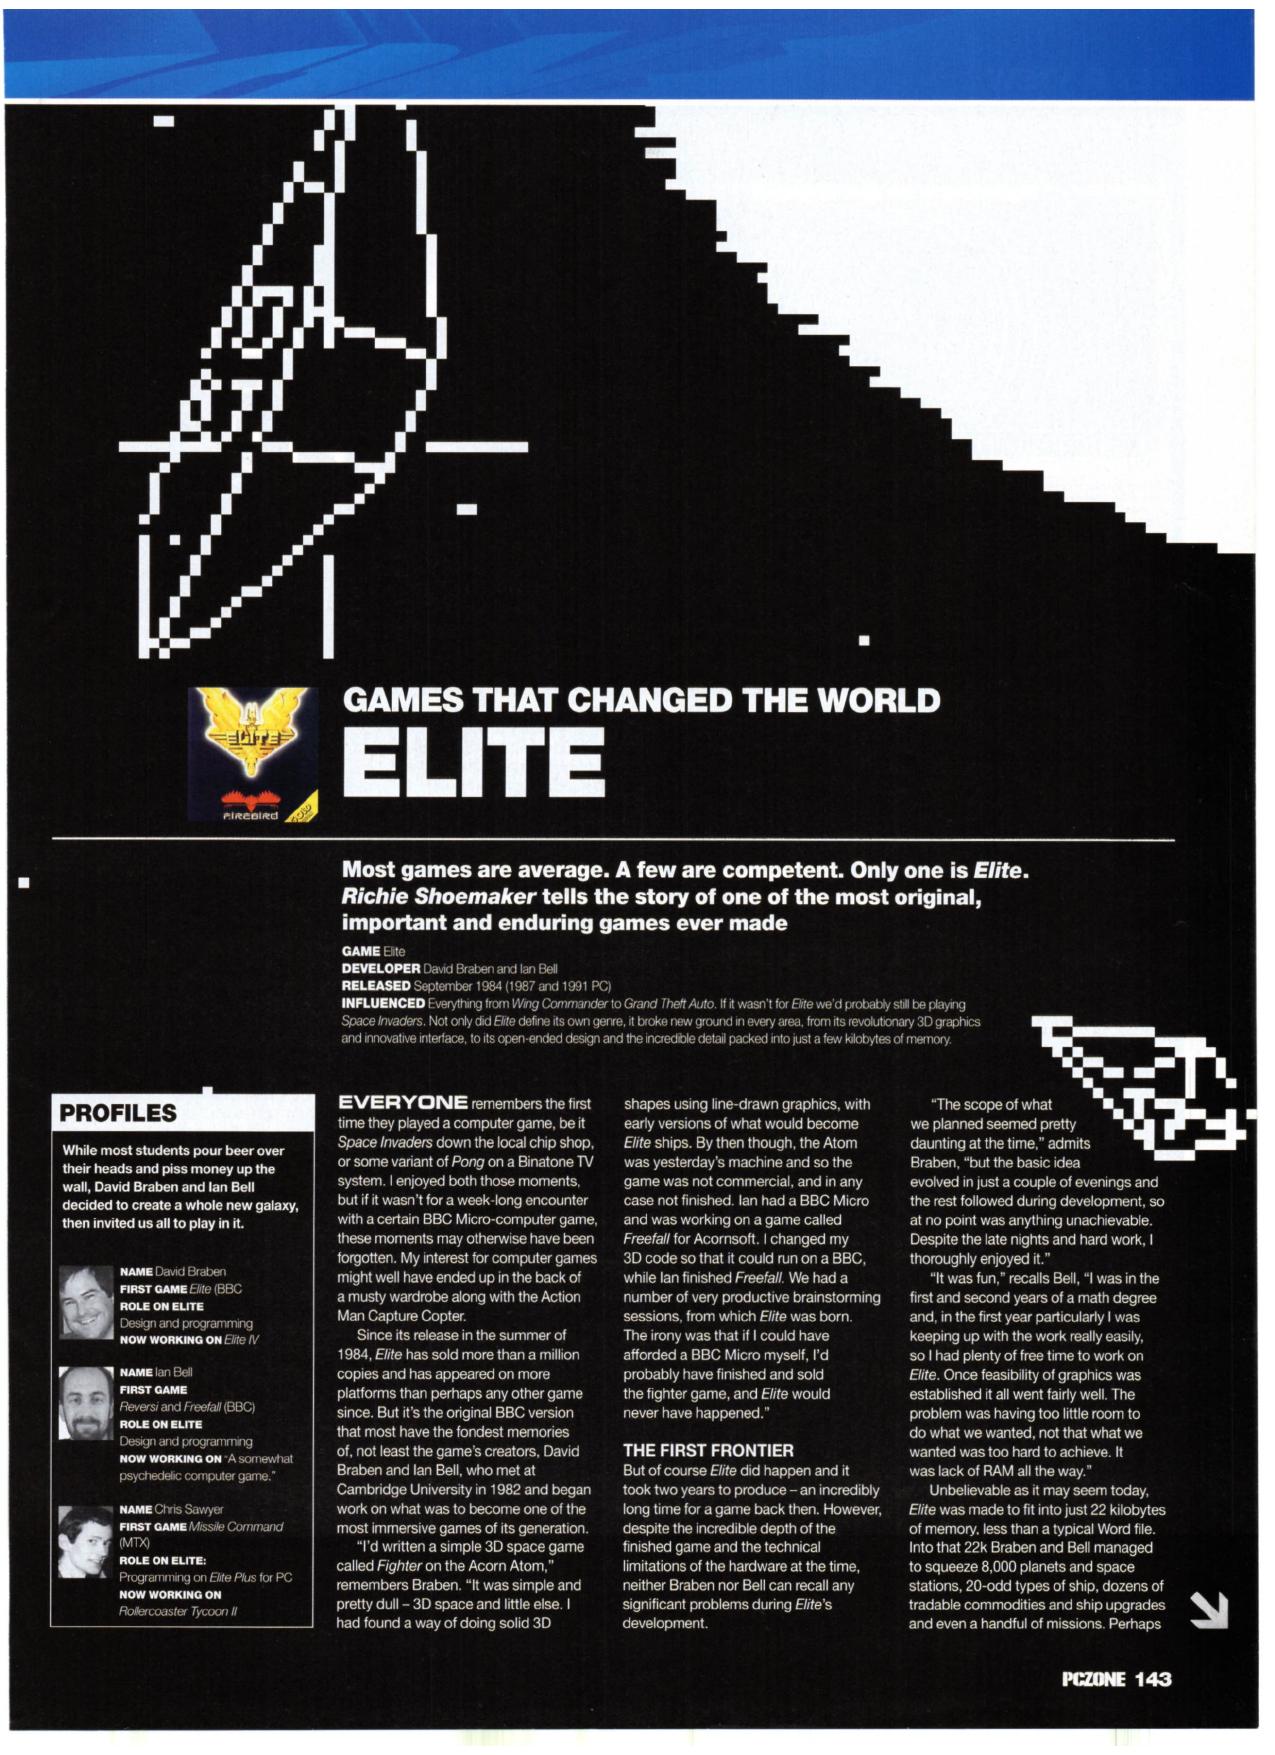 ELITE
FIREBIRD
GOLD
GAMES THAT CHANGED THE WORLD
ELITE
Most games are average. A few are competent. Only one is Elite.
Richie Shoemaker tells the story of one of the most original,
important and enduring games ever made
GAME Elite
DEVELOPER David Braben and Ian Bell
RELEASED September 1984 (1987 and 1991 PC)
INFLUENCED Everything from Wing Commander to Grand Theft Auto. If it wasn't for Elite we'd probably still be playing
Space Invaders. Not only did Elite define its own genre, it broke new ground in every area, from its revolutionary 3D graphics
and innovative interface, to its open-ended design and the incredible detail packed into just a few kilobytes of memory.
PROFILES
While most students pour beer over
their heads and piss money up the
wall, David Braben and Ian Bell
decided to create a whole new galaxy,
then invited us all to play in it.
NAME David Braben
FIRST GAME Elite (BBC
ROLE ON ELITE
Design and programming
NOW WORKING ON Elite IV
NAME Ian Bell
FIRST GAME
Reversi and Freefall (BBC)
ROLE ON ELITE
Design and programming
NOW WORKING ON "A somewhat
psychedelic computer game."
NAME Chris Sawyer
FIRST GAME Missile Command
(MTX)
ROLE ON ELITE:
Programming on Elite Plus for PC
NOW WORKING ON
Rollercoaster Tycoon II
EVERYONE remembers the first
time they played a computer game, be it
Space Invaders down the local chip shop,
or some variant of Pong on a Binatone TV
system. I enjoyed both those moments,
but if it wasn't for a week-long encounter
with a certain BBC Micro-computer game,
these moments may otherwise have been
forgotten. My interest for computer games
might well have ended up in the back of
a musty wardrobe along with the Action
Man Capture Copter.
Since its release in the summer of
1984, Elite has sold more than a million
copies and has appeared on more
platforms than perhaps any other game
since. But it's the original BBC version
that most have the fondest memories
of, not least the game's creators, David
Braben and Ian Bell, who met at
Cambridge University in 1982 and began
work on what was to become one of the
most immersive games of its generation.
"I'd written a simple 3D space game
called Fighter on the Acorn Atom,"
remembers Braben. "It was simple and
pretty dull – 3D space and little else. I
had found a way of doing solid 3D
shapes using line-drawn graphics, with
early versions of what would become
Elite ships. By then though, the Atom
was yesterday's machine and so the
game was not commercial, and in any
case not finished. Ian had a BBC Micro
and was working on a game called
Freefall for Acornsoft. I changed my
3D code so that it could run on a BBC,
while Ian finished Freefall. We had a
number of very productive brainstorming
sessions, from which Elite was born.
The irony was that if I could have
afforded a BBC Micro myself, I'd
probably have finished and sold
the fighter game, and Elite would
never have happened."
THE FIRST FRONTIER
But of course Elite did happen and it
took two years to produce – an incredibly
long time for a game back then. However,
despite the incredible depth of the
finished game and the technical
limitations of the hardware at the time,
neither Braben nor Bell can recall any
significant problems during Elite's
development.
"The scope of what
we planned seemed pretty
daunting at the time," admits
Braben, "but the basic idea
evolved in just a couple of evenings and
the rest followed during development, so
at no point was anything unachievable.
Despite the late nights and hard work, I
thoroughly enjoyed it."
"It was fun," recalls Bell, "I was in the
first and second years of a math degree
and, in the first year particularly I was
keeping up with the work really easily,
so I had plenty of free time to work on
Elite. Once feasibility of graphics was
established it all went fairly well. The
problem was having too little room to
do what we wanted, not that what we
wanted was too hard to achieve. It
was lack of RAM all the way."
Unbelievable as it may seem today,
Elite was made to fit into just 22 kilobytes
of memory, less than a typical Word file.
Into that 22k Braben and Bell managed
to squeeze 8,000 planets and space
stations, 20-odd types of ship, dozens of
tradable commodities and ship upgrades
and even a handful of missions. Perhaps
PCZONE 143